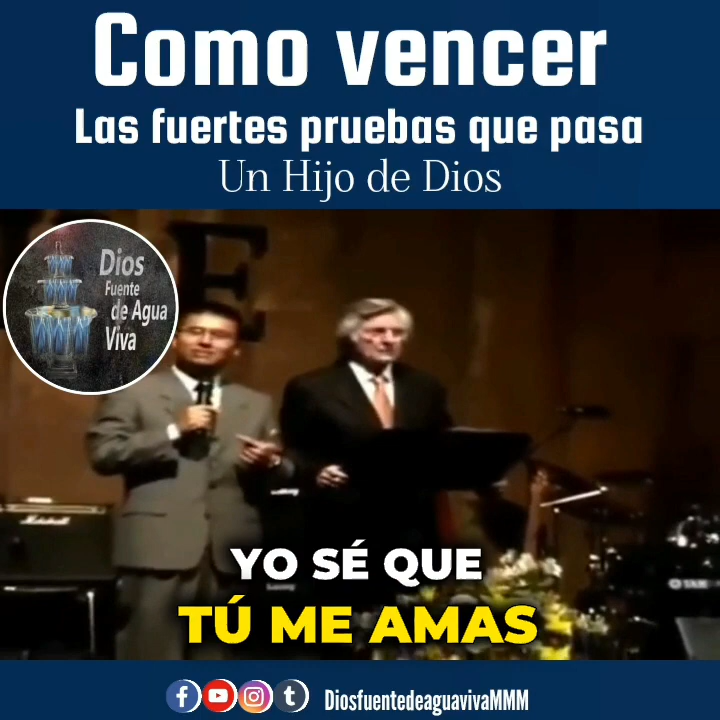 Como vencer
Las fuertes pruebas que pasa
Un Hijo de Dios
E
Dios
Fuente
de Agua
Viva
Marshall
YO SÉ QUE
TÚ ME AMAS
DiosfuentedeaguavivaMMM